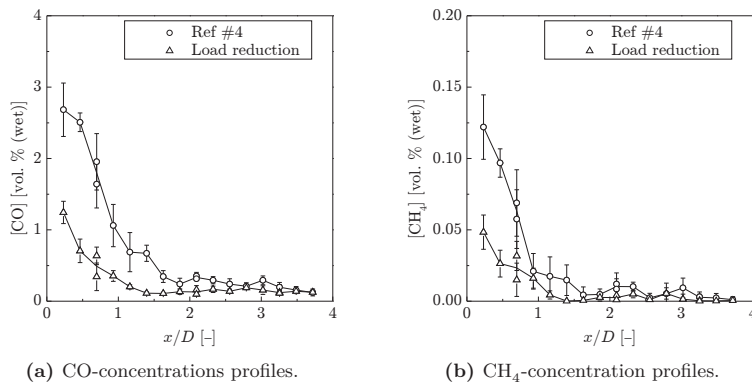 4
3
2
1
0
[CO] [vol. % (wet)]
Ref #4
Load reduction
0 1 2 3 4
x/D [–]
(a) CO-concentrations profiles.
0.20
0.15
0.10
0.05
0.00
[CH₄] [vol. % (wet)]
Ref #4
Load reduction
0 1 2 3 4
x/D [–]
(b) CH₄-concentration profiles.